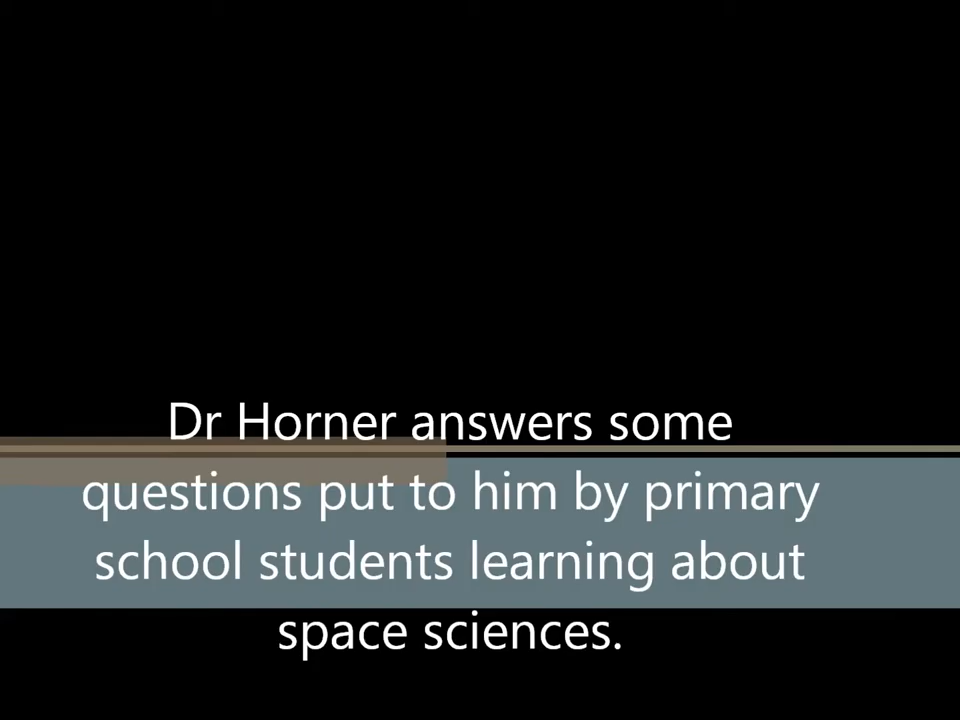 Dr Horner answers some
questions put to him by primary
school students learning about
space sciences.